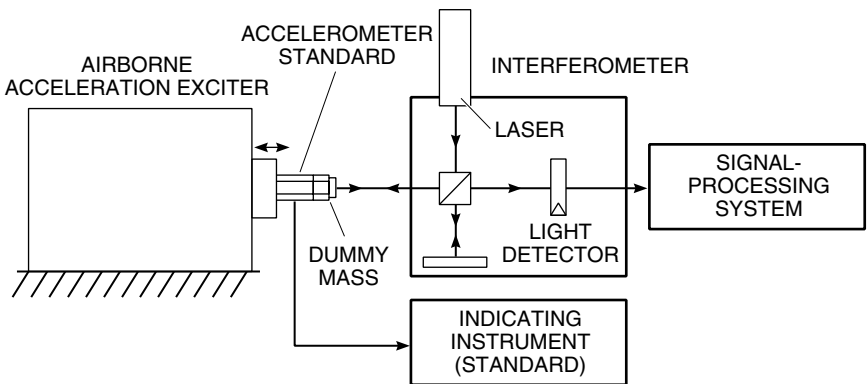 ACCELEROMETER
STANDARD
AIRBORNE
ACCELERATION EXCITER
INTERFEROMETER
LASER
SIGNAL-
PROCESSING
SYSTEM
LIGHT
DETECTOR
DUMMY
MASS
INDICATING
INSTRUMENT
(STANDARD)